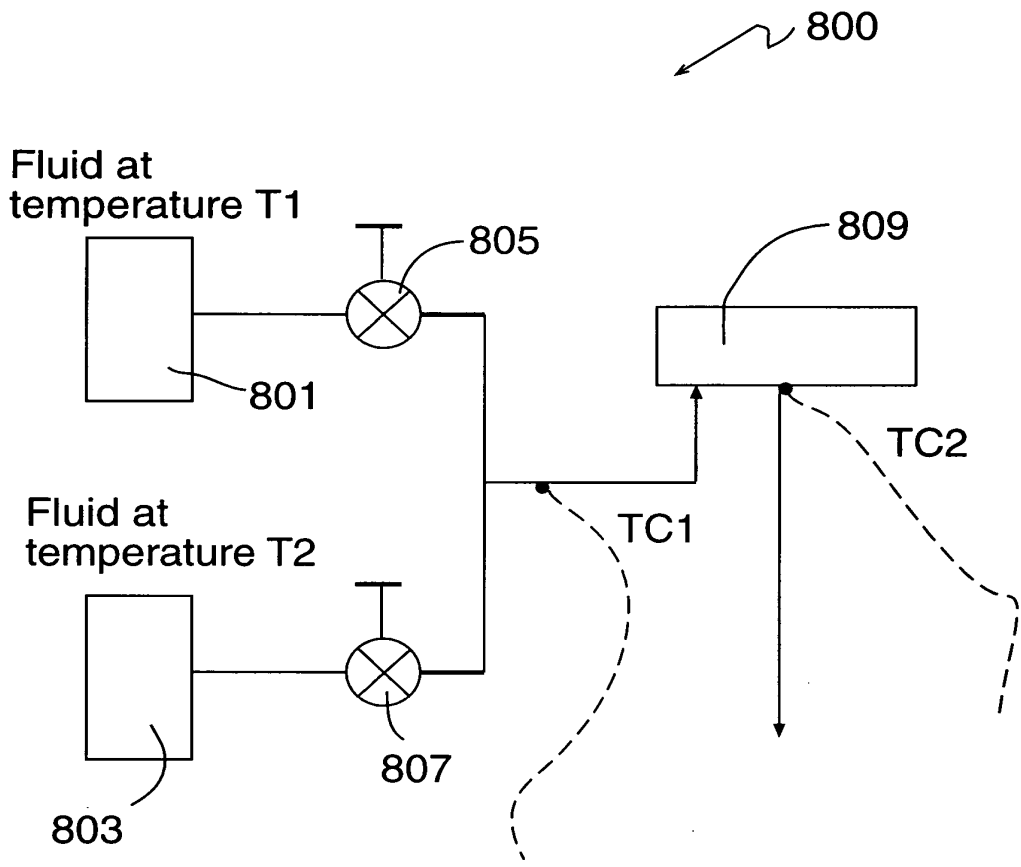 800
Fluid at
temperature T1
805
809
801
TC2
Fluid at
temperature T2
TC1
807
803